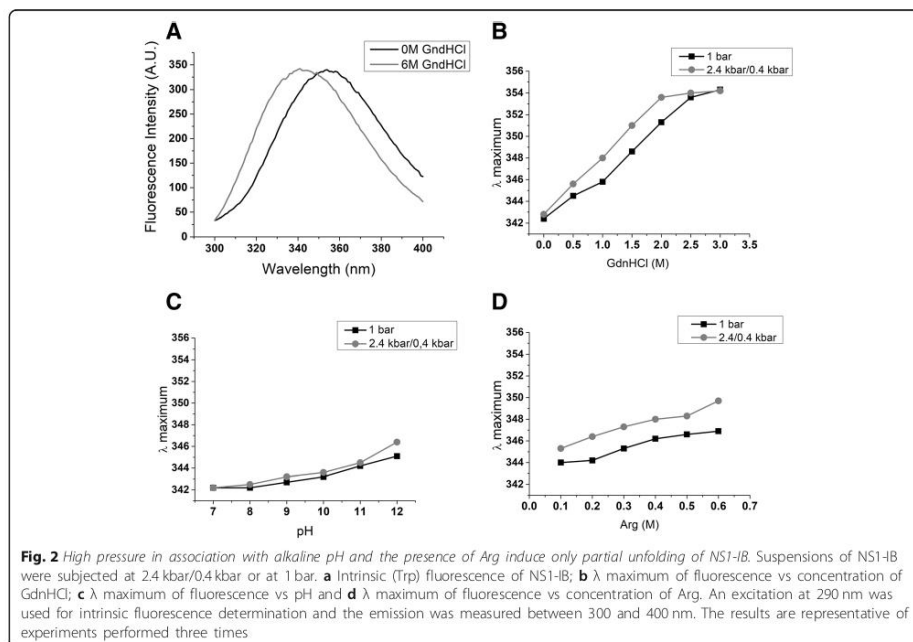 A
0M GndHCl
6M GndHCl
Fluorescence Intensity (A.U.)
350
300
250
200
150
100
50
0
300 320 340 360 380 400
Wavelength (nm)
B
1 bar
2.4 kbar/0.4 kbar
λ maximum
356
354
352
350
348
346
344
342
0.0 0.5 1.0 1.5 2.0 2.5 3.0 3.5
GdnHCl (M)
C
1 bar
2.4 kbar/0,4 kbar
λ maximum
356
354
352
350
348
346
344
342
7 8 9 10 11 12
pH
D
1 bar
2.4/0.4 kbar
λ maximum
356
354
352
350
348
346
344
342
0.0 0.1 0.2 0.3 0.4 0.5 0.6 0.7
Arg (M)
Fig. 2 High pressure in association with alkaline pH and the presence of Arg induce only partial unfolding of NS1-IB. Suspensions of NS1-IB
were subjected at 2.4 kbar/0.4 kbar or at 1 bar. a Intrinsic (Trp) fluorescence of NS1-IB; b λ maximum of fluorescence vs concentration of
GdnHCl; c λ maximum of fluorescence vs pH and d λ maximum of fluorescence vs concentration of Arg. An excitation at 290 nm was
used for intrinsic fluorescence determination and the emission was measured between 300 and 400 nm. The results are representative of
experiments performed three times